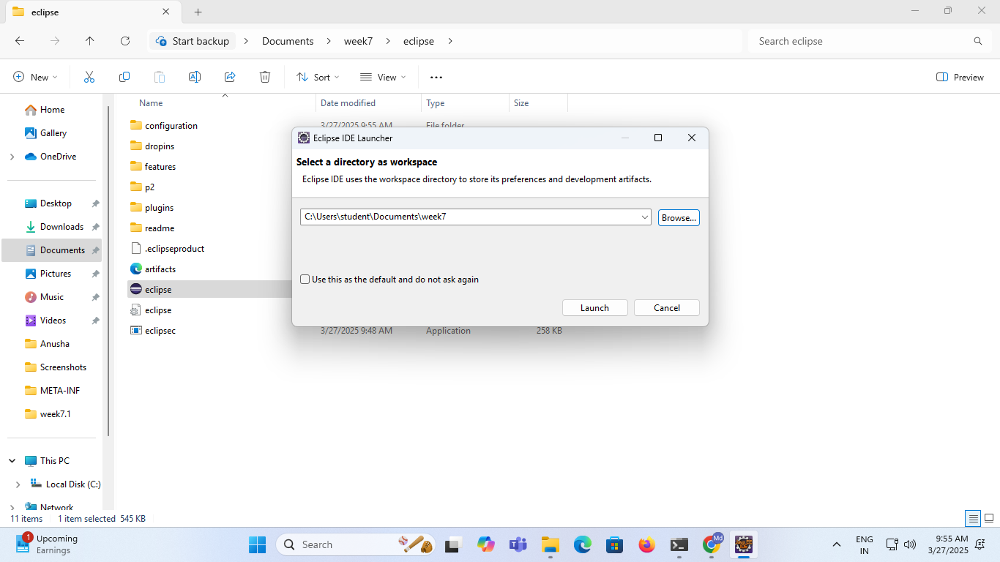 eclipse
Start backup > Documents > week7 > eclipse >
Search eclipse
New
Sort
View
Preview
Home
Gallery
OneDrive
Desktop
Downloads
Documents
Pictures
Music
Videos
Anusha
Screenshots
META-INF
week7.1
This PC
Local Disk (C:)
Network
Name Date modified Type Size
configuration 3/27/2025 9:55 AM File folder
dropins
features
p2
plugins
readme
.eclipseproduct
artifacts
eclipse
eclipse
eclipsec 3/27/2025 9:48 AM Application 258 KB
Eclipse IDE Launcher
Select a directory as workspace
Eclipse IDE uses the workspace directory to store its preferences and development artifacts.
C:\Users\student\Documents\week7
Browse...
Use this as the default and do not ask again
Launch Cancel
11 items 1 item selected 545 KB
1
Upcoming
Earnings
Search
Md
Java EE
IDE
ENG
IN
9:55 AM
3/27/2025